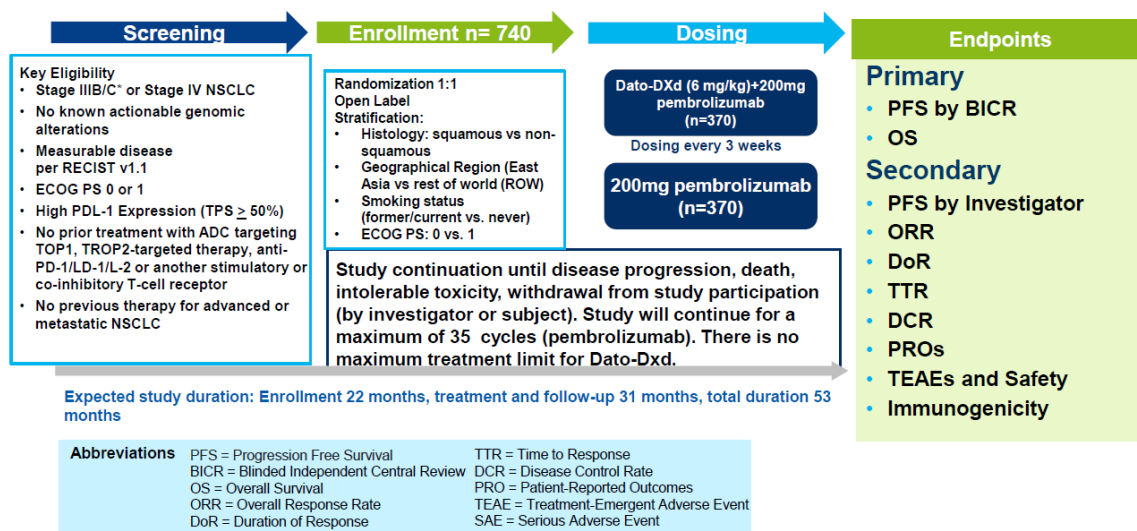 Screening
Enrollment n= 740
Dosing
Endpoints
Key Eligibility
• Stage IIIB/C* or Stage IV NSCLC
• No known actionable genomic
alterations
• Measurable disease
per RECIST v1.1
• ECOG PS 0 or 1
• High PDL-1 Expression (TPS ≥ 50%)
• No prior treatment with ADC targeting
TOP1, TROP2-targeted therapy, anti-
PD-1/LD-1/L-2 or another stimulatory or
co-inhibitory T-cell receptor
• No previous therapy for advanced or
metastatic NSCLC
Randomization 1:1
Open Label
Stratification:
• Histology: squamous vs non-
squamous
• Geographical Region (East
Asia vs rest of world (ROW)
• Smoking status
(former/current vs. never)
• ECOG PS: 0 vs. 1
Dato-DXd (6 mg/kg)+200mg
pembrolizumab
(n=370)
Dosing every 3 weeks
200mg pembrolizumab
(n=370)
Study continuation until disease progression, death,
intolerable toxicity, withdrawal from study participation
(by investigator or subject). Study will continue for a
maximum of 35 cycles (pembrolizumab). There is no
maximum treatment limit for Dato-Dxd.
Primary
• PFS by BICR
• OS
Secondary
• PFS by Investigator
• ORR
• DoR
• TTR
• DCR
• PROs
• TEAEs and Safety
• Immunogenicity
Expected study duration: Enrollment 22 months, treatment and follow-up 31 months, total duration 53
months
Abbreviations
PFS = Progression Free Survival
BICR = Blinded Independent Central Review
OS = Overall Survival
ORR = Overall Response Rate
DoR = Duration of Response
TTR = Time to Response
DCR = Disease Control Rate
PRO = Patient-Reported Outcomes
TEAE = Treatment-Emergent Adverse Event
SAE = Serious Adverse Event